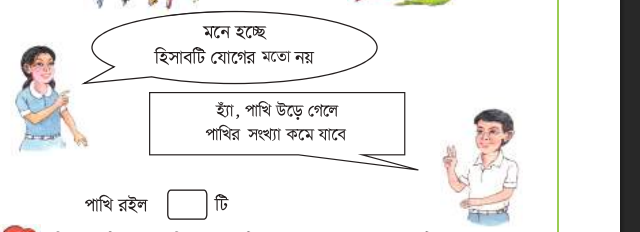 মনে হচ্ছে
হিসাবটি যোগের মতো নয়
হ্যাঁ, পাখি উড়ে গেলে
পাখির সংখ্যা কমে যাবে
পাখি রইল টি